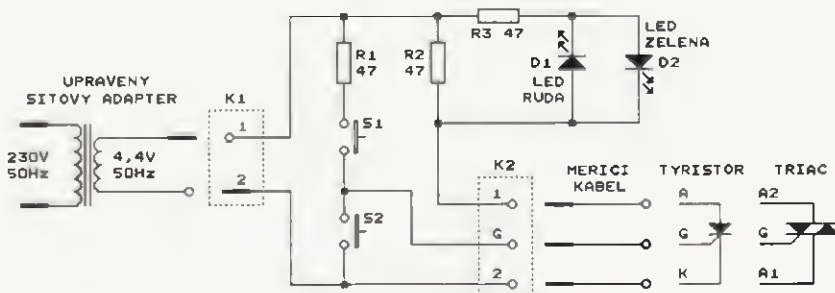 UPRAVENY
SITOVY ADAPTER
230V
50Hz
4,4V
50Hz
K1
1
2
R1
47
R2
47
R3 47
S1
S2
D1
LED
RUDA
LED
ZELENA
D2
K2
1
G
2
MERICI
KABEL
TYRISTOR
A
G
K
TRIAC
A2
G
A1